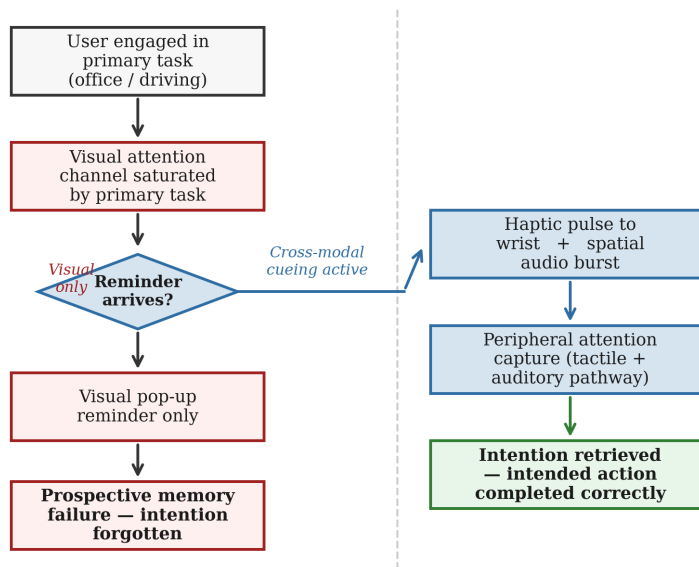 User engaged in
primary task
(office / driving)
Visual attention
channel saturated
by primary task
Visual
only
Reminder
arrives?
Cross-modal
cueing active
Visual pop-up
reminder only
Prospective memory
failure — intention
forgotten
Haptic pulse to
wrist + spatial
audio burst
Peripheral attention
capture (tactile +
auditory pathway)
Intention retrieved
— intended action
completed correctly